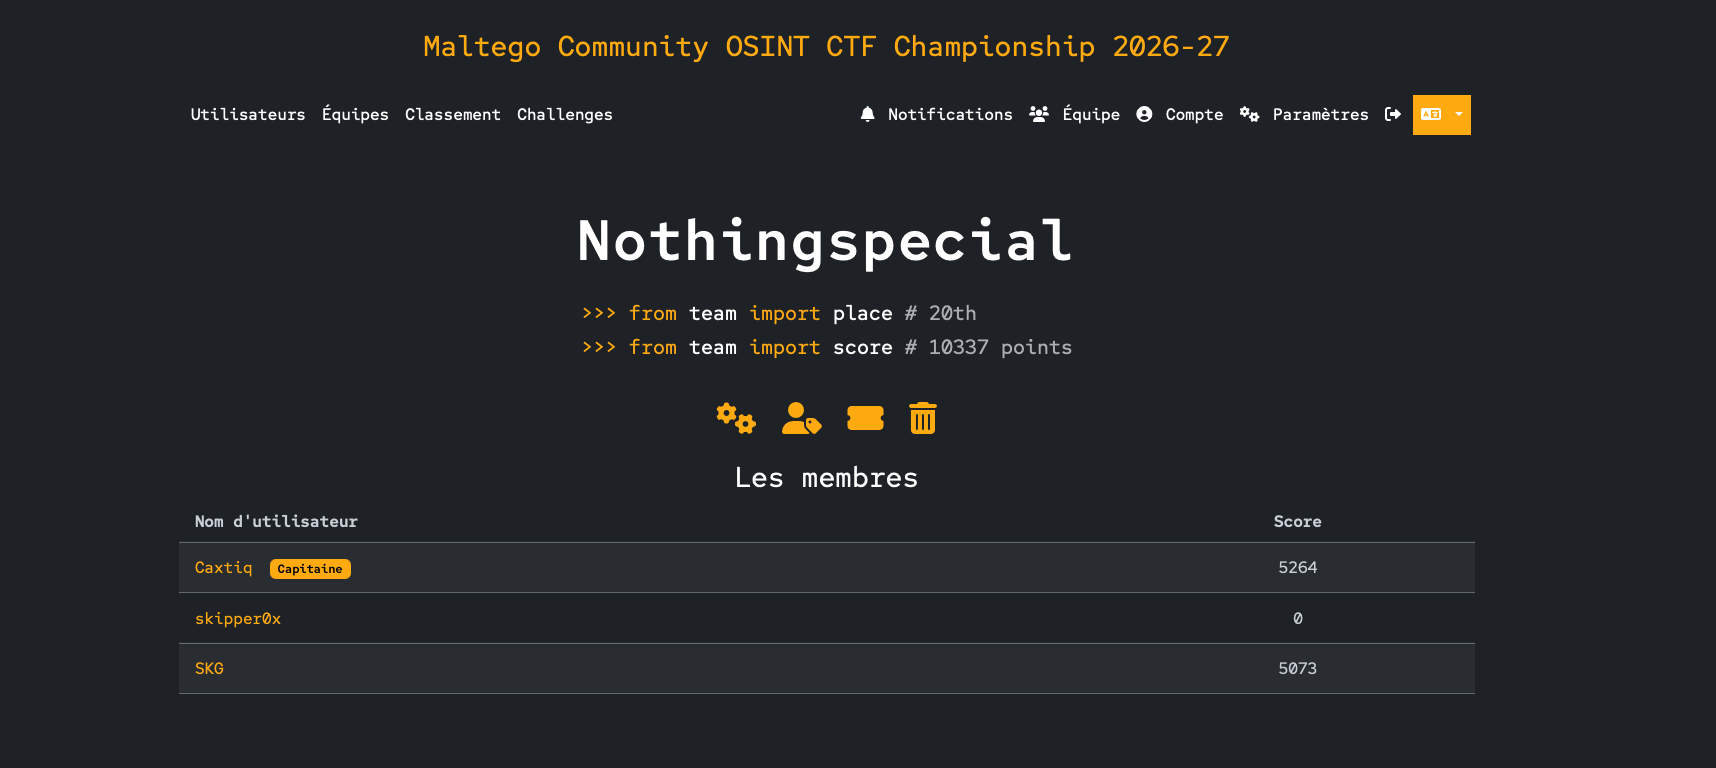 Maltego Community OSINT CTF Championship 2026-27
Utilisateurs Équipes Classement Challenges Notifications Équipe Compte Paramètres
Nothingspecial
>>> from team import place # 20th
>>> from team import score # 10337 points
Les membres
Nom d'utilisateur Score
Caxtiq Capitaine 5264
skipper0x 0
SKG 5073